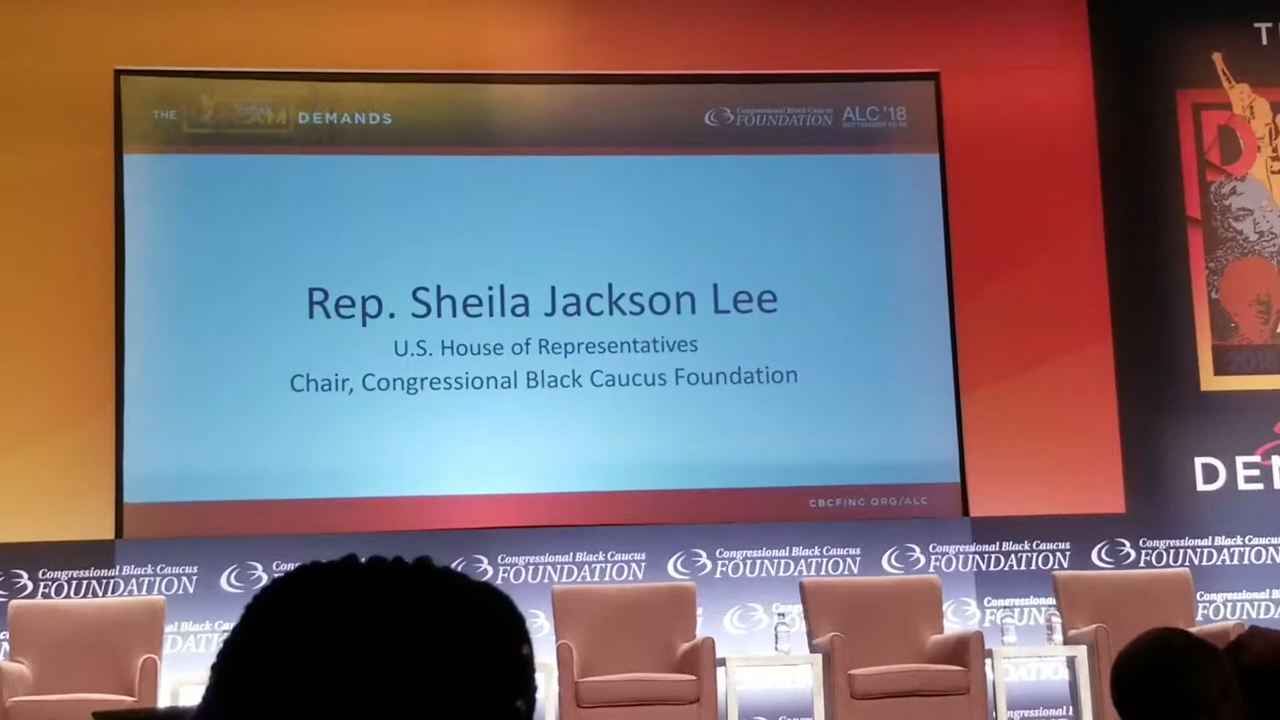 THE DEMANDS
Congressional Black Caucus
FOUNDATION
ALC '18
Rep. Sheila Jackson Lee
U.S. House of Representatives
Chair, Congressional Black Caucus Foundation
CBCFINC.ORG/ALC
2018
DE
Congressional Black Caucus
FOUNDATION
Congressional Black Caucus
FOUNDATION
Congressional Black Caucus
FOUNDATION
Congressional Black Caucus
FOUNDATION
Congressional Black Caucus
FOUNDATION